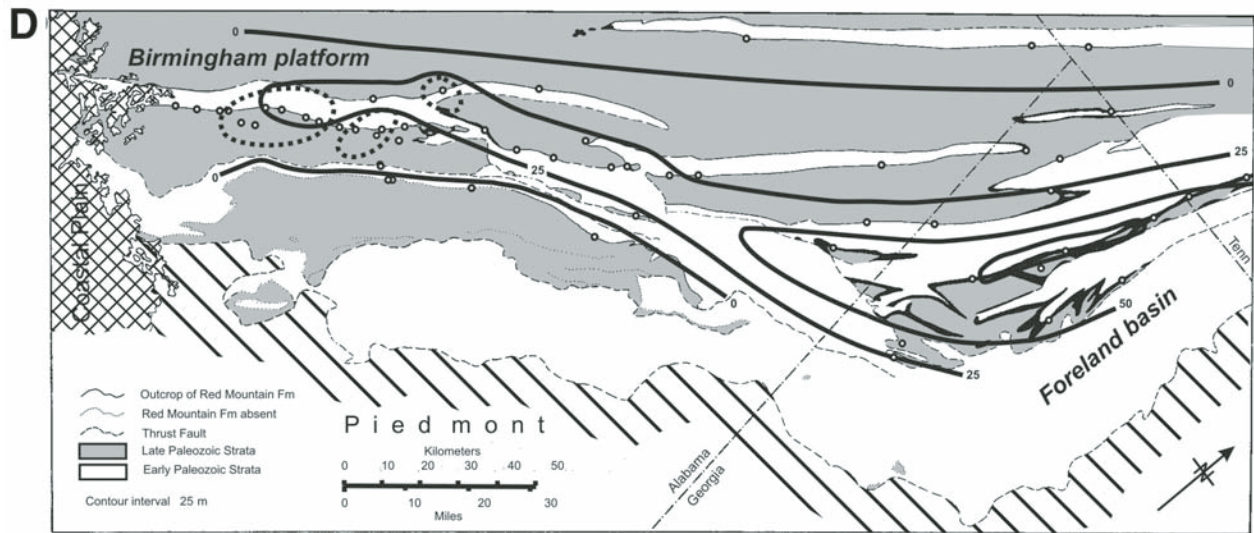 D
0
Birmingham platform
0
25
25
0
Coastal Plain
Tenn
0
50
25
Foreland basin
Outcrop of Red Mountain Fm
Red Mountain Fm absent
Thrust Fault
Late Paleozoic Strata
Early Paleozoic Strata
Contour interval 25 m
Piedmont
Kilometers
0 10 20 30 40 50
0 10 20 30
Miles
Alabama
Georgia
N